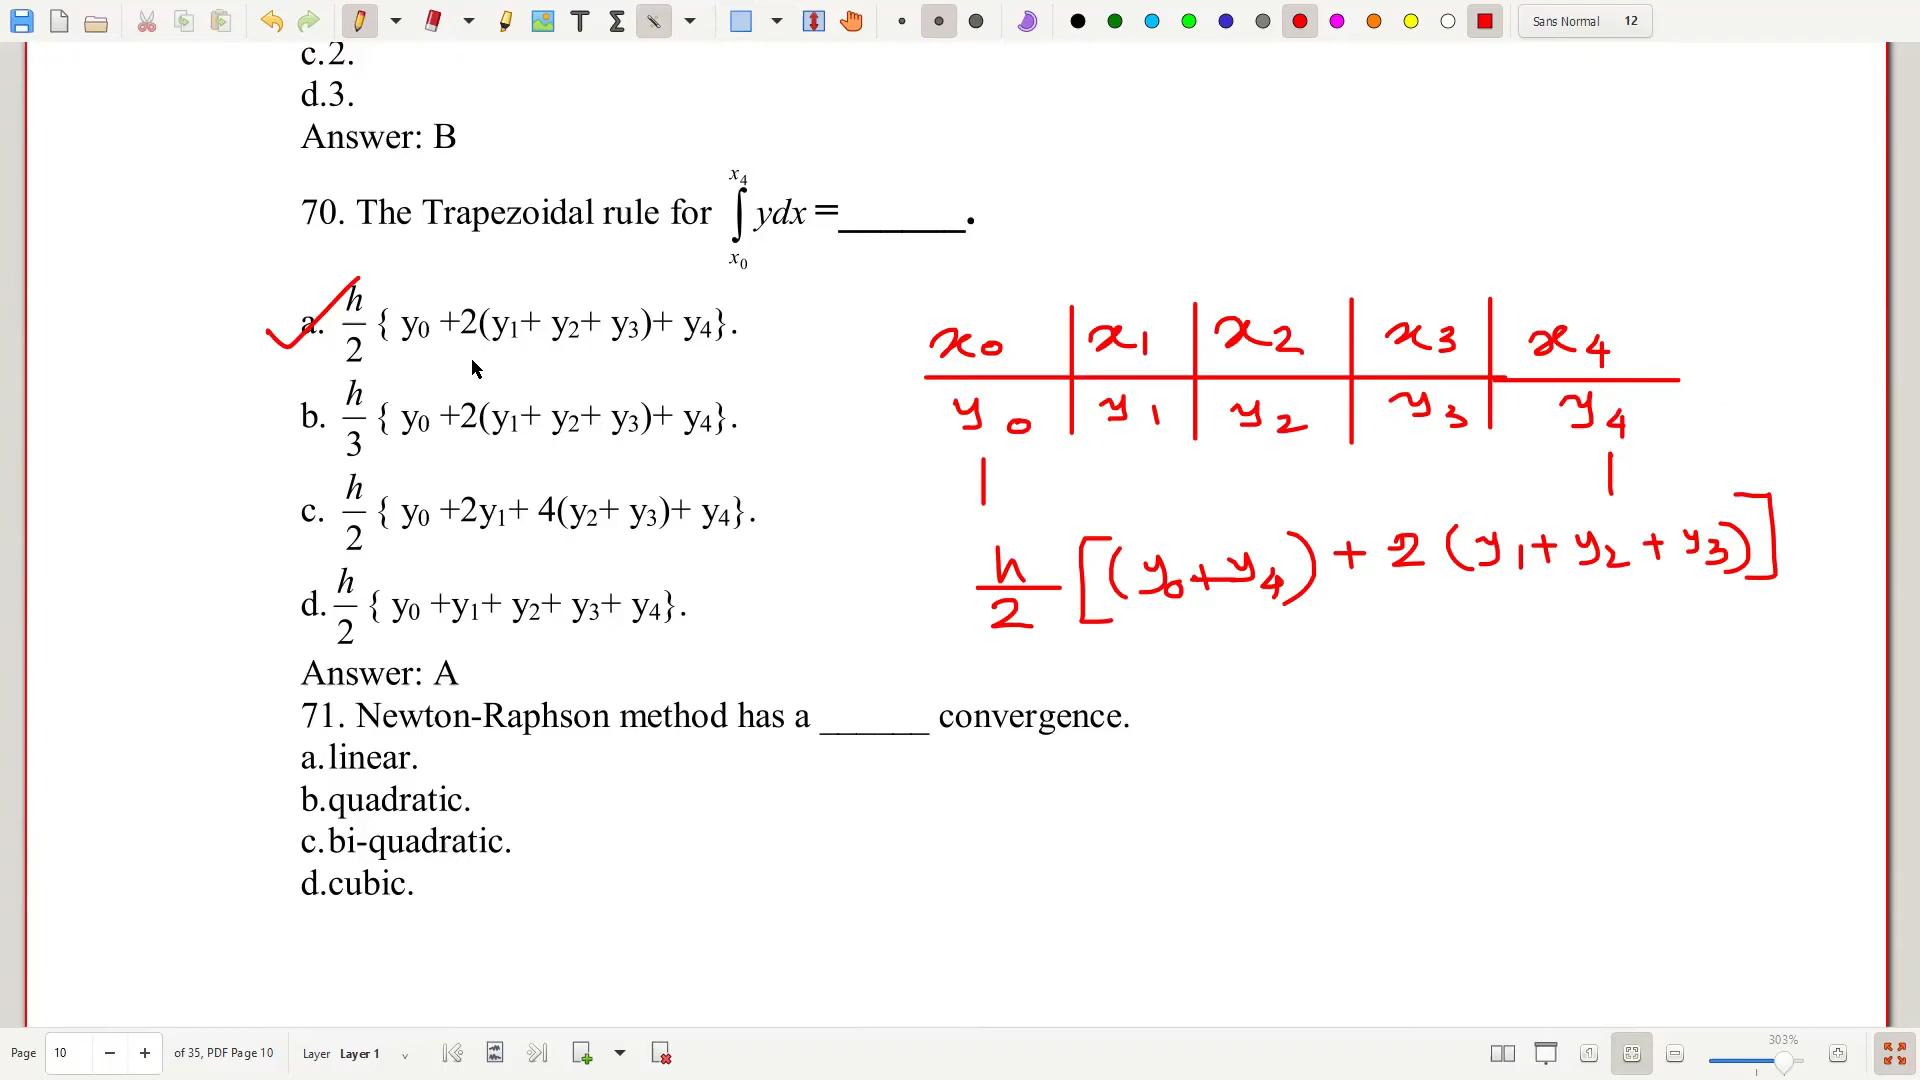 Sans Normal 12
c.2.
d.3.
Answer: B
70. The Trapezoidal rule for ∫ x₀ x₄ ydx =______.
a. h/2 { y₀ +2(y₁+ y₂+ y₃)+ y₄}.
b. h/3 { y₀ +2(y₁+ y₂+ y₃)+ y₄}.
c. h/2 { y₀ +2y₁+ 4(y₂+ y₃)+ y₄}.
d. h/2 { y₀ +y₁+ y₂+ y₃+ y₄}.
x₀ x₁ x₂ x₃ x₄
y₀ y₁ y₂ y₃ y₄
h/2 [(y₀+y₄) + 2 (y₁+y₂+y₃)]
Answer: A
71. Newton-Raphson method has a ______ convergence.
a.linear.
b.quadratic.
c.bi-quadratic.
d.cubic.
Page 10 of 35, PDF Page 10 Layer Layer 1 303%